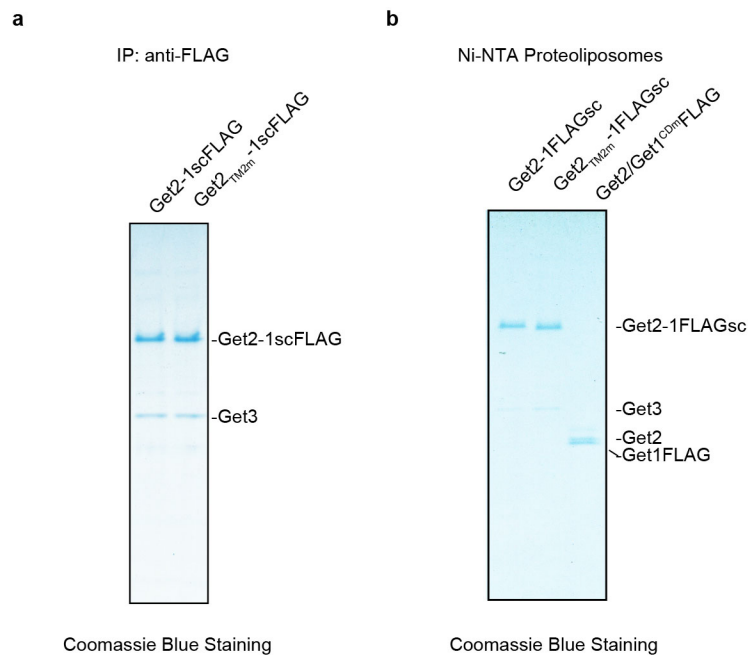 a
IP: anti-FLAG
Get2-1scFLAG
Get2TM2m-1scFLAG
-Get2-1scFLAG
-Get3
Coomassie Blue Staining
b
Ni-NTA Proteoliposomes
Get2-1FLAGsc
Get2TM2m-1FLAGsc
Get2/Get1CDmFLAG
-Get2-1FLAGsc
-Get3
-Get2
-Get1FLAG
Coomassie Blue Staining